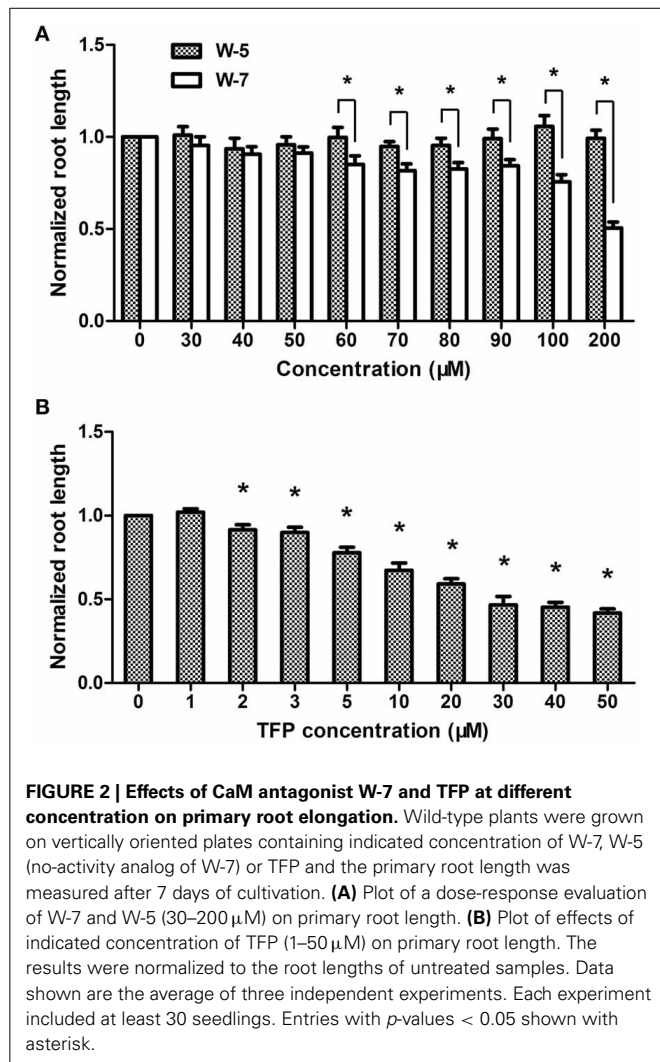 A
1.5
W-5
W-7
* * * * * *
1.0
0.5
0.0
Normalized root length
0 30 40 50 60 70 80 90 100 200
Concentration (µM)
B
1.5
* * * * * * * *
1.0
0.5
0.0
Normalized root length
0 1 2 3 5 10 20 30 40 50
TFP concentration (µM)
FIGURE 2 | Effects of CaM antagonist W-7 and TFP at different
concentration on primary root elongation. Wild-type plants were grown
on vertically oriented plates containing indicated concentration of W-7, W-5
(no-activity analog of W-7) or TFP and the primary root length was
measured after 7 days of cultivation. (A) Plot of a dose-response evaluation
of W-7 and W-5 (30–200 µM) on primary root length. (B) Plot of effects of
indicated concentration of TFP (1–50 µM) on primary root length. The
results were normalized to the root lengths of untreated samples. Data
shown are the average of three independent experiments. Each experiment
included at least 30 seedlings. Entries with p-values < 0.05 shown with
asterisk.